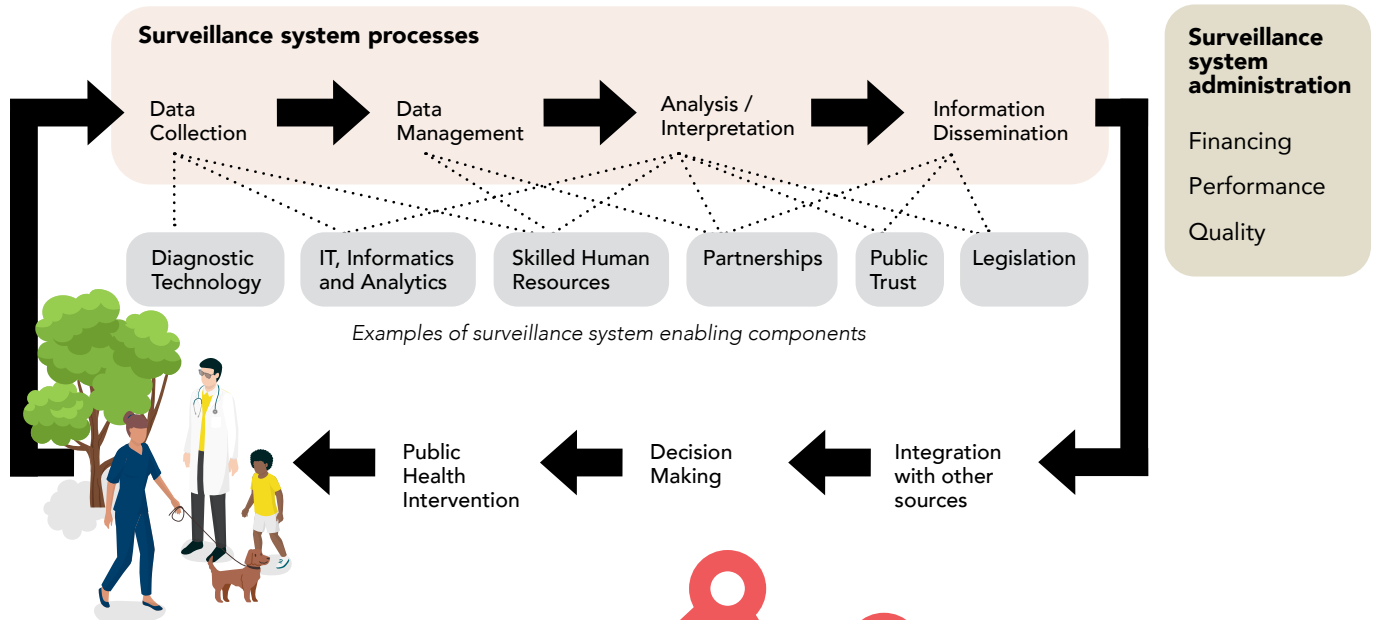 Surveillance system processes
Data
Collection
Data
Management
Analysis /
Interpretation
Information
Dissemination
Diagnostic
Technology
IT, Informatics
and Analytics
Skilled Human
Resources
Partnerships
Public
Trust
Legislation
Examples of surveillance system enabling components
Surveillance
system
administration
Financing
Performance
Quality
Public
Health
Intervention
Decision
Making
Integration
with other
sources